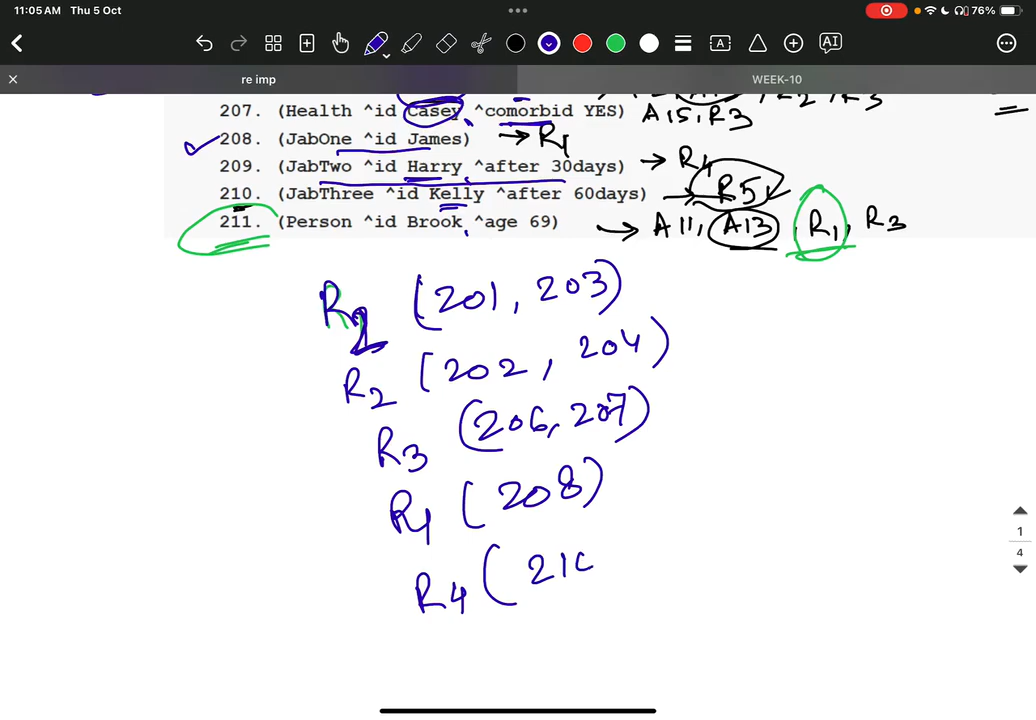 11:05 AM Thu 5 Oct 76%
A AI
re imp WEEK-10
207. (Health ^id Casey ^comorbid YES) A15, R3
208. (JabOne ^id James) → R4
209. (JabTwo ^id Harry ^after 30days) → R4
210. (JabThree ^id Kelly ^after 60days) → R5
211. (Person ^id Brook ^age 69) → A11, A13, R1, R3
(201, 203)
R2 (202, 204)
R3 (206, 207)
R4 (208)
R4 (210
1
4